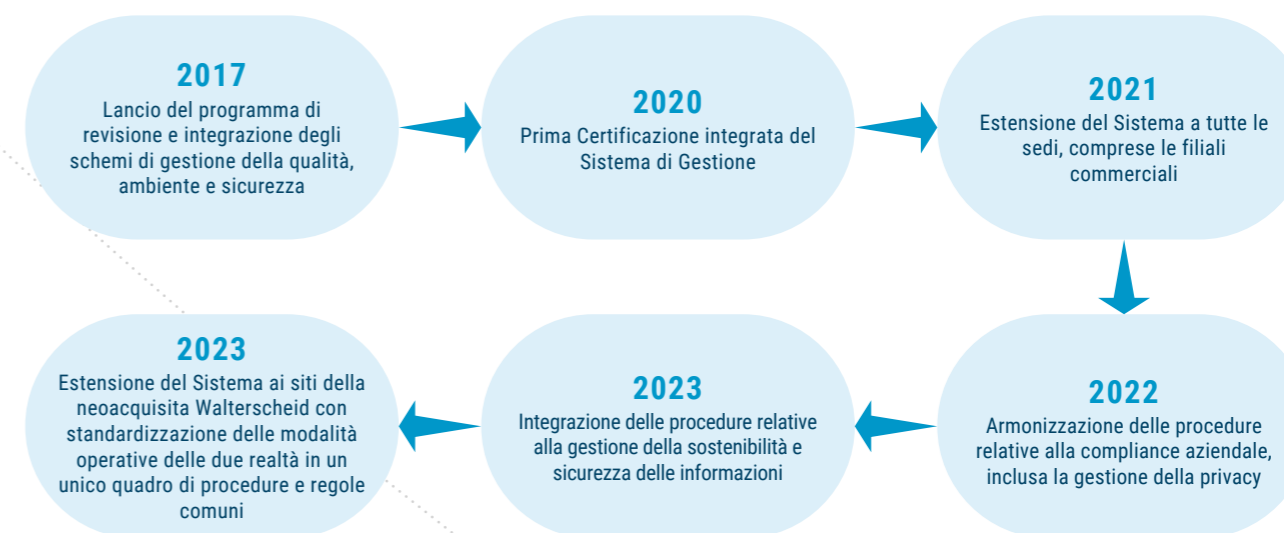 2017
Lancio del programma di
revisione e integrazione degli
schemi di gestione della qualità,
ambiente e sicurezza
2020
Prima Certificazione integrata del
Sistema di Gestione
2021
Estensione del Sistema a tutte le
sedi, comprese le filiali
commerciali
2022
Armonizzazione delle procedure
relative alla compliance aziendale,
inclusa la gestione della privacy
2023
Integrazione delle procedure relative
alla gestione della sostenibilità e
sicurezza delle informazioni
2023
Estensione del Sistema ai siti della
neoacquisita Walterscheid con
standardizzazione delle modalità
operative delle due realtà in un
unico quadro di procedure e regole
comuni